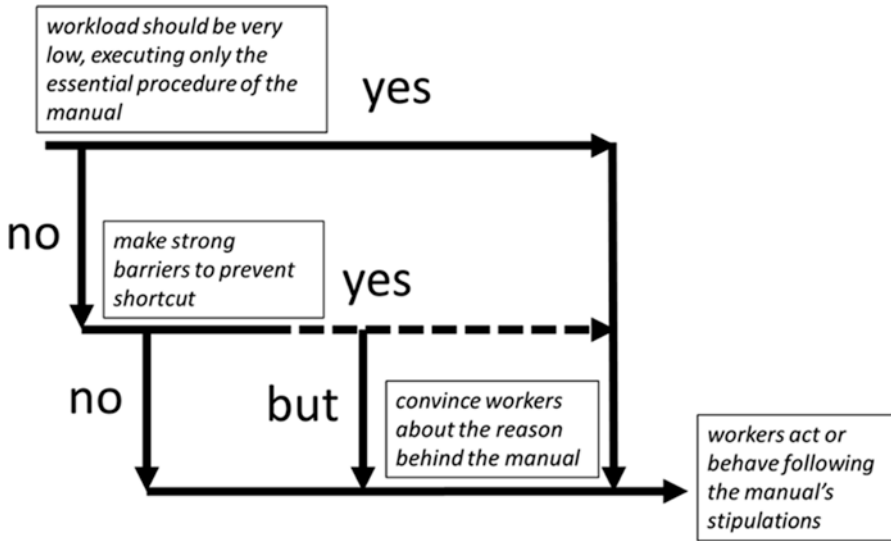 workload should be very
low, executing only the
essential procedure of the
manual
yes
no
make strong
barriers to prevent
shortcut
yes
no
but
convince workers
about the reason
behind the manual
workers act or
behave following
the manual’s
stipulations